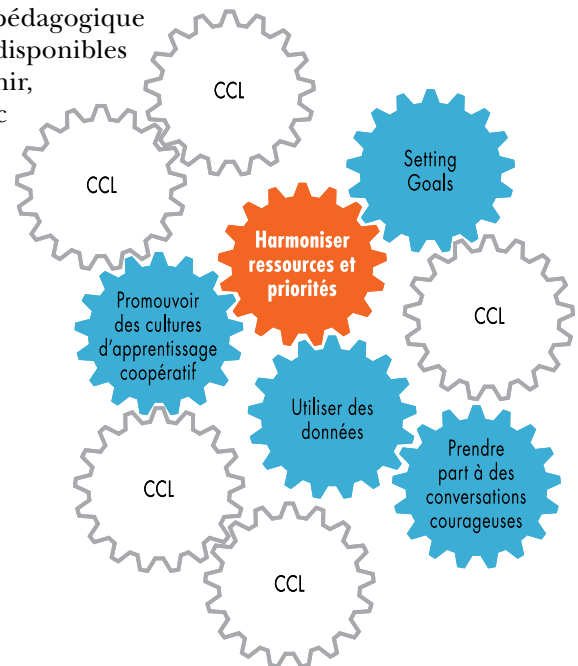 pédagogique
disponibles
nir,
c
CCL
CCL
Setting
Goals
Harmoniser
ressources et
priorités
Promouvoir
des cultures
d'apprentissage
coopératif
CCL
Utiliser des
données
Prendre
part à des
conversations
courageuses
CCL
CCL